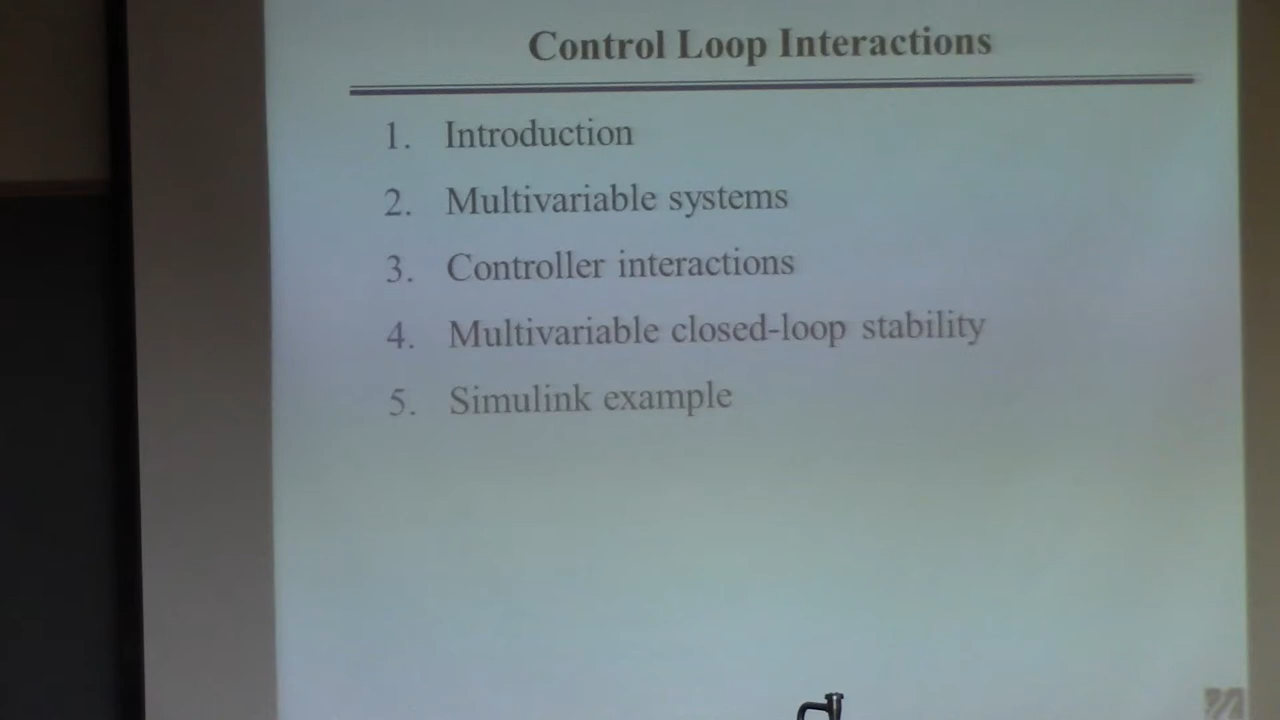 Control Loop Interactions
1. Introduction
2. Multivariable systems
3. Controller interactions
4. Multivariable closed-loop stability
5. Simulink example